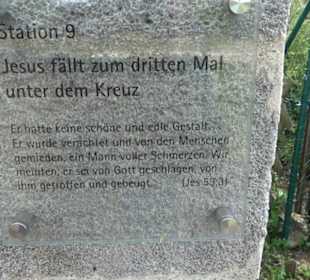 Station 9
Jesus fällt zum dritten Mal
unter dem Kreuz
Er hatte keine schöne und edle Gestalt...
Er wurde verachtet und von den Menschen
gemieden, ein Mann voller Schmerzen. Wir
meinten, er sei von Gott geschlagen, von
ihm getroffen und gebeugt. (Jes 53,3)